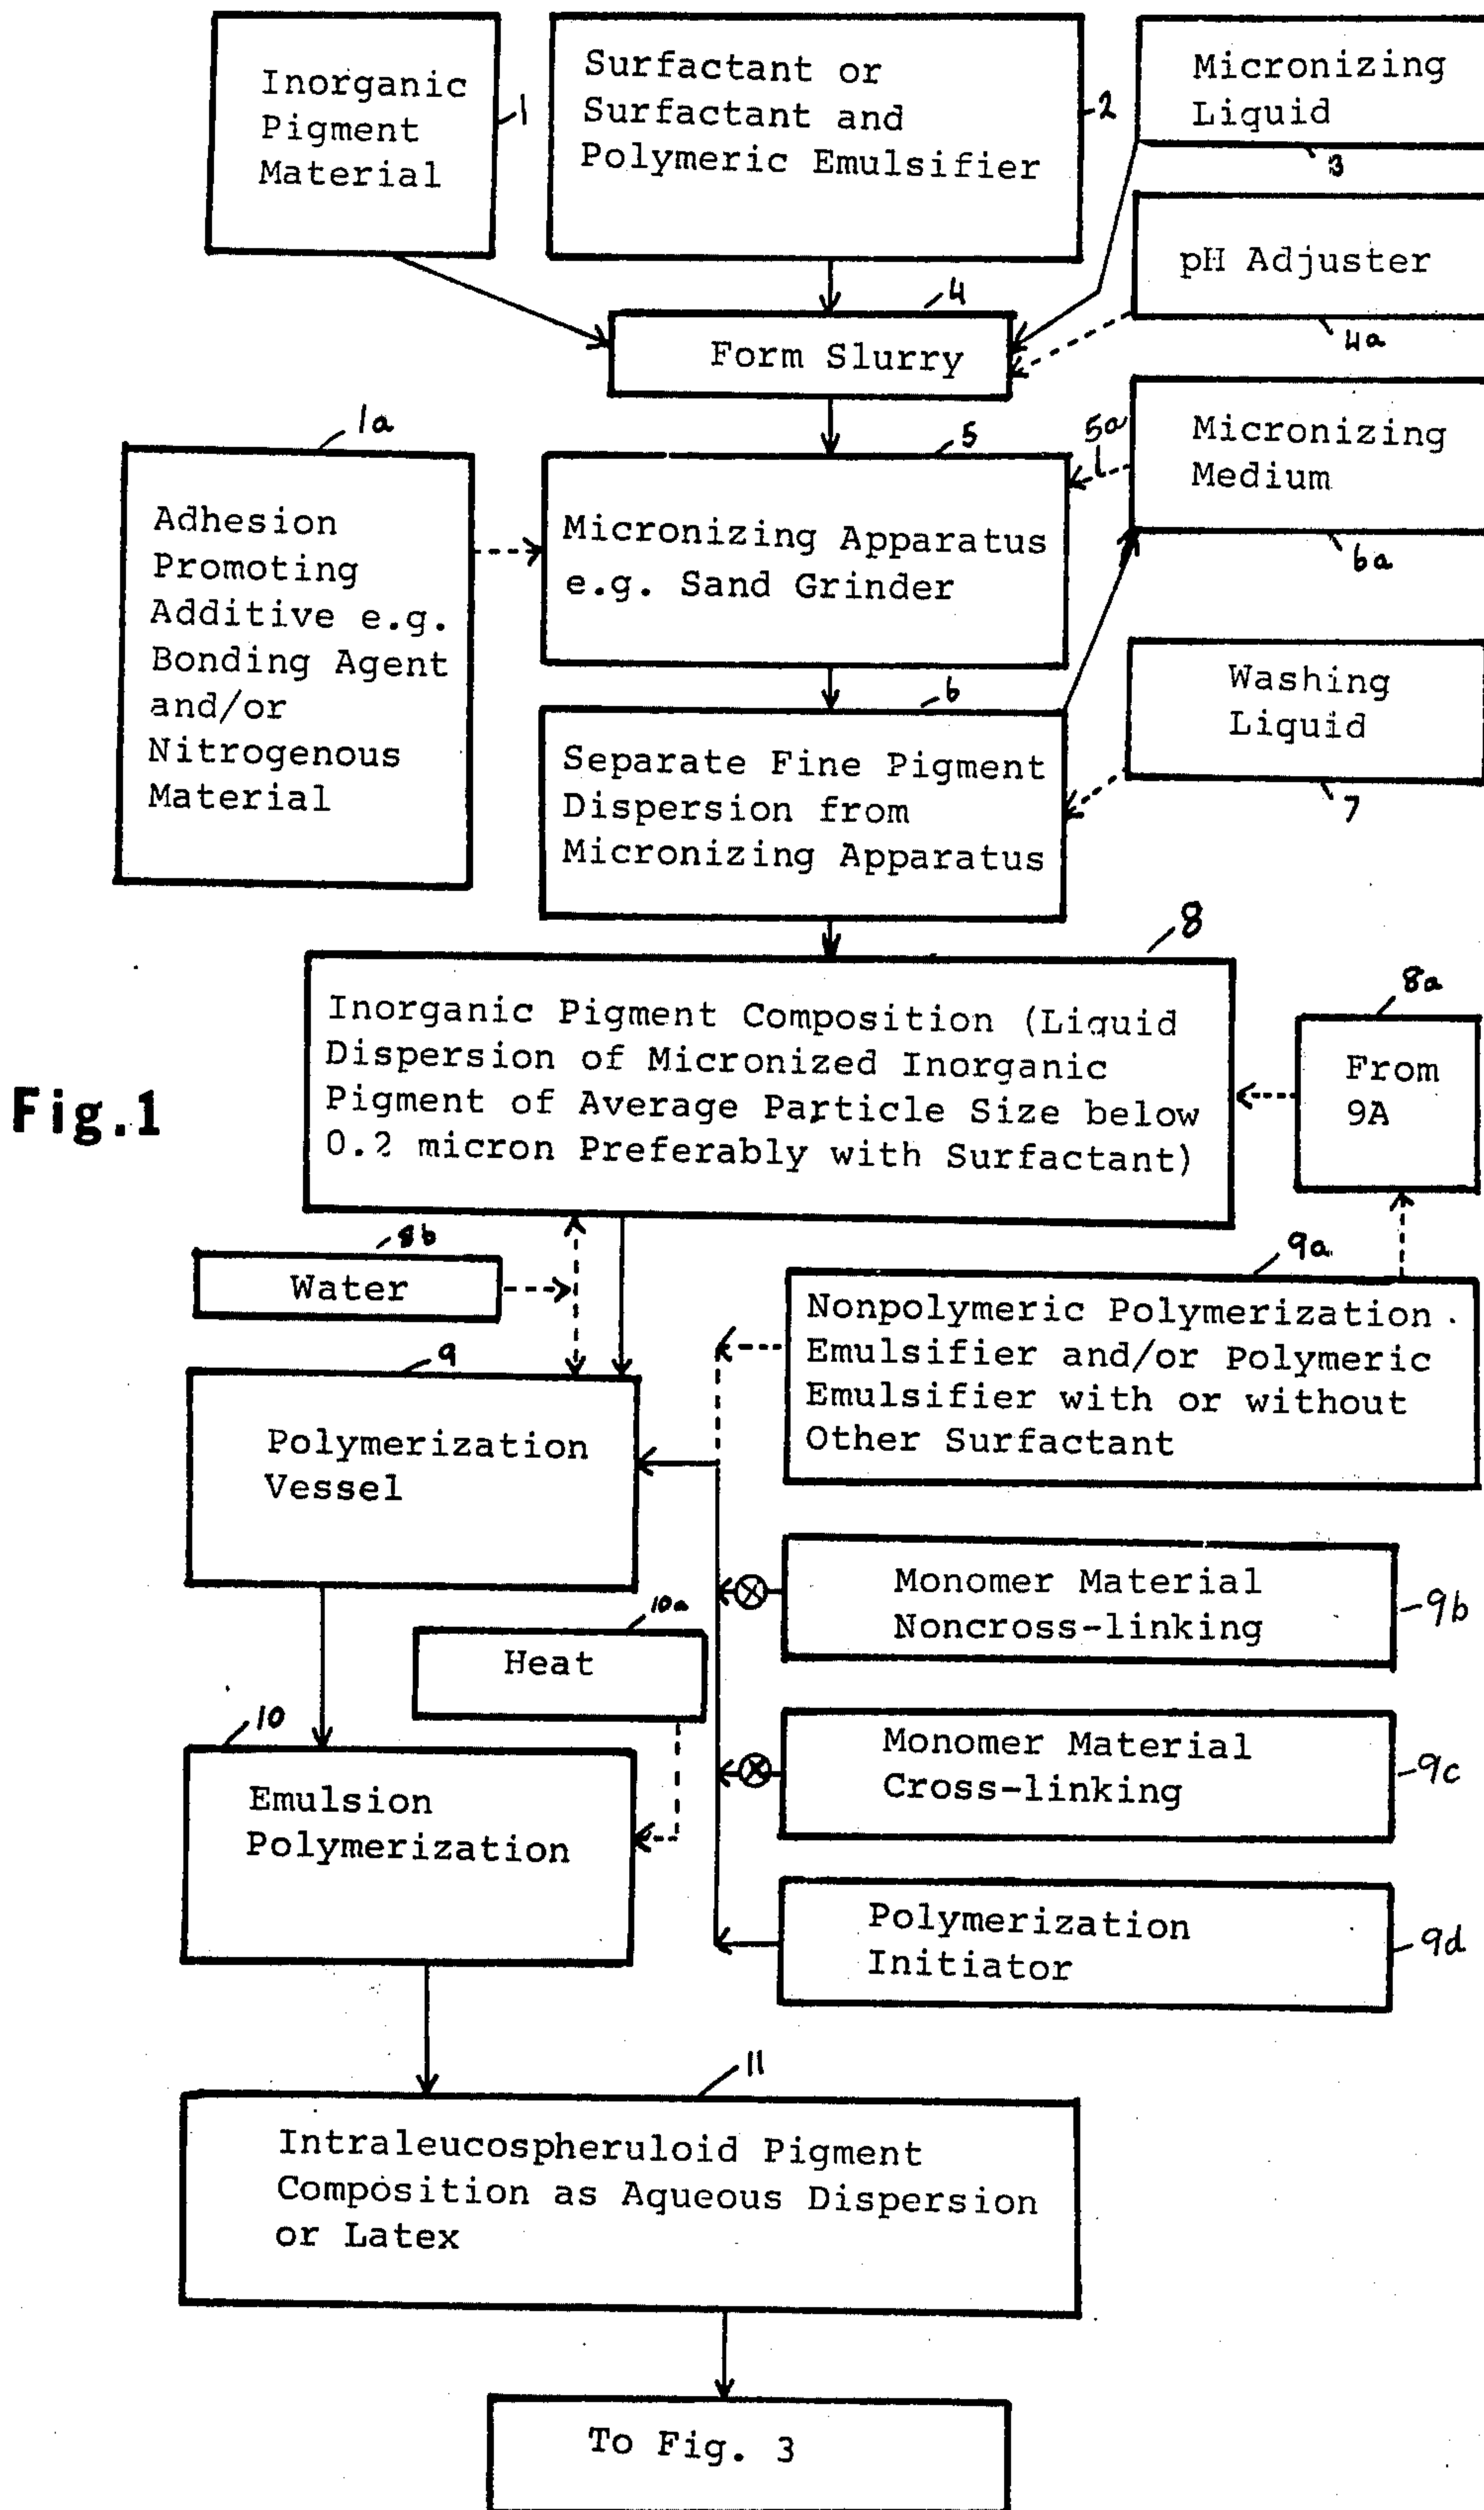 Inorganic
Pigment
Material
1
Surfactant or
Surfactant and
Polymeric Emulsifier
2
Micronizing
Liquid
3
pH Adjuster
4a
4
Form Slurry
1a
Adhesion
Promoting
Additive e.g.
Bonding Agent
and/or
Nitrogenous
Material
5
Micronizing Apparatus
e.g. Sand Grinder
5a
Micronizing
Medium
6a
6
Separate Fine Pigment
Dispersion from
Micronizing Apparatus
Washing
Liquid
7
8
Inorganic Pigment Composition (Liquid
Dispersion of Micronized Inorganic
Pigment of Average Particle Size below
0.2 micron Preferably with Surfactant)
8a
From
9A
Fig.1
8b
Water
9a
Nonpolymeric Polymerization
Emulsifier and/or Polymeric
Emulsifier with or without
Other Surfactant
9
Polymerization
Vessel
Monomer Material
Noncross-linking
9b
10a
Heat
Monomer Material
Cross-linking
9c
10
Emulsion
Polymerization
Polymerization
Initiator
9d
11
Intraleucospheruloid Pigment
Composition as Aqueous Dispersion
or Latex
To Fig. 3